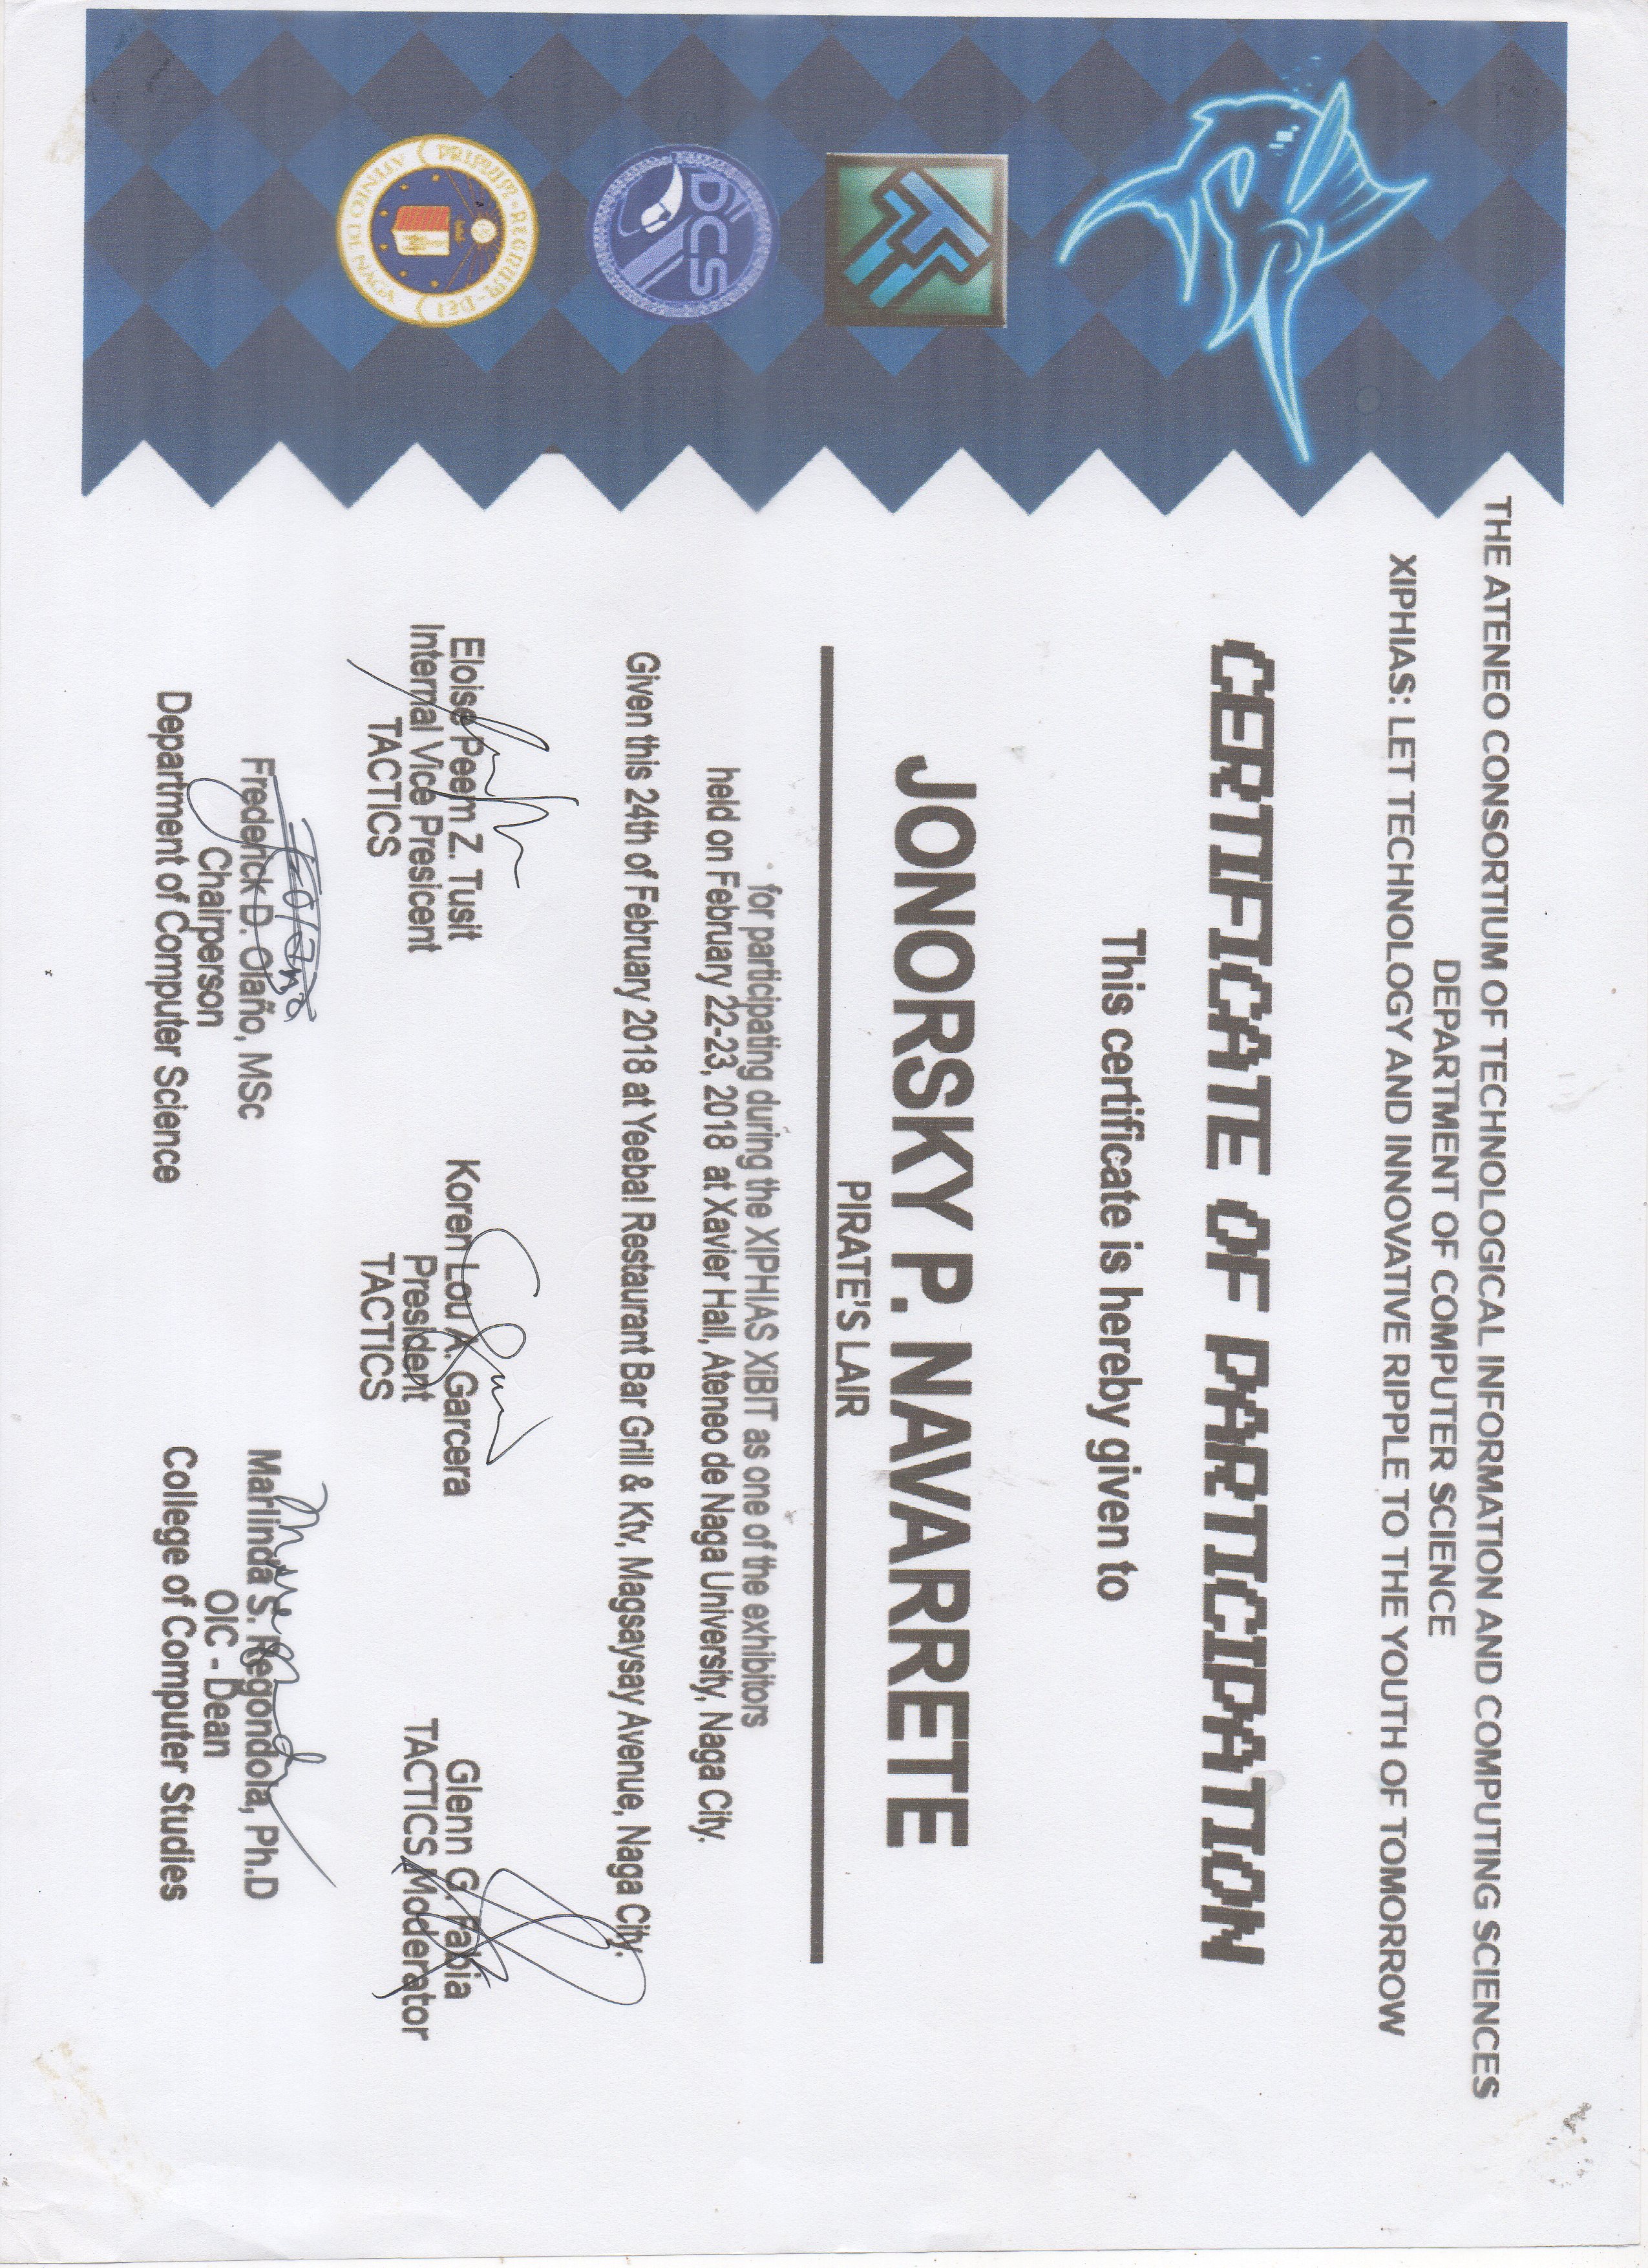 THE ATENEO CONSORTIUM OF TECHNOLOGICAL INFORMATION AND COMPUTING SCIENCES
DEPARTMENT OF COMPUTER SCIENCE
XIPHIAS: LET TECHNOLOGY AND INNOVATIVE RIPPLE TO THE YOUTH OF TOMORROW
CERTIFICATE OF PARTICIPATION
This certificate is hereby given to
JONORSKY P. NAVARRETE
PIRATE'S LAIR
for participating during the XIPHIAS XiBIT as one of the exhibitors
held on February 22-23, 2018 at Xavier Hall, Ateneo de Naga University, Naga City.
Given this 24th of February 2018 at Yeeba! Restaurant Bar Grill & Ktv, Magsaysay Avenue, Naga City.
Eloise Peem Z. Tusit
Internal Vice Presicent
TACTICS
Koren Lou A. Garcera
President
TACTICS
Glenn G. Fabia
TACTICS Moderator
Frederick D. Olaño, MSc
Chairperson
Department of Computer Science
Marlinda S. Regondola, Ph.D
OIC - Dean
College of Computer Studies
DCS
PRIMUM·REGNUM·DEI
ATENEO DE NAGA